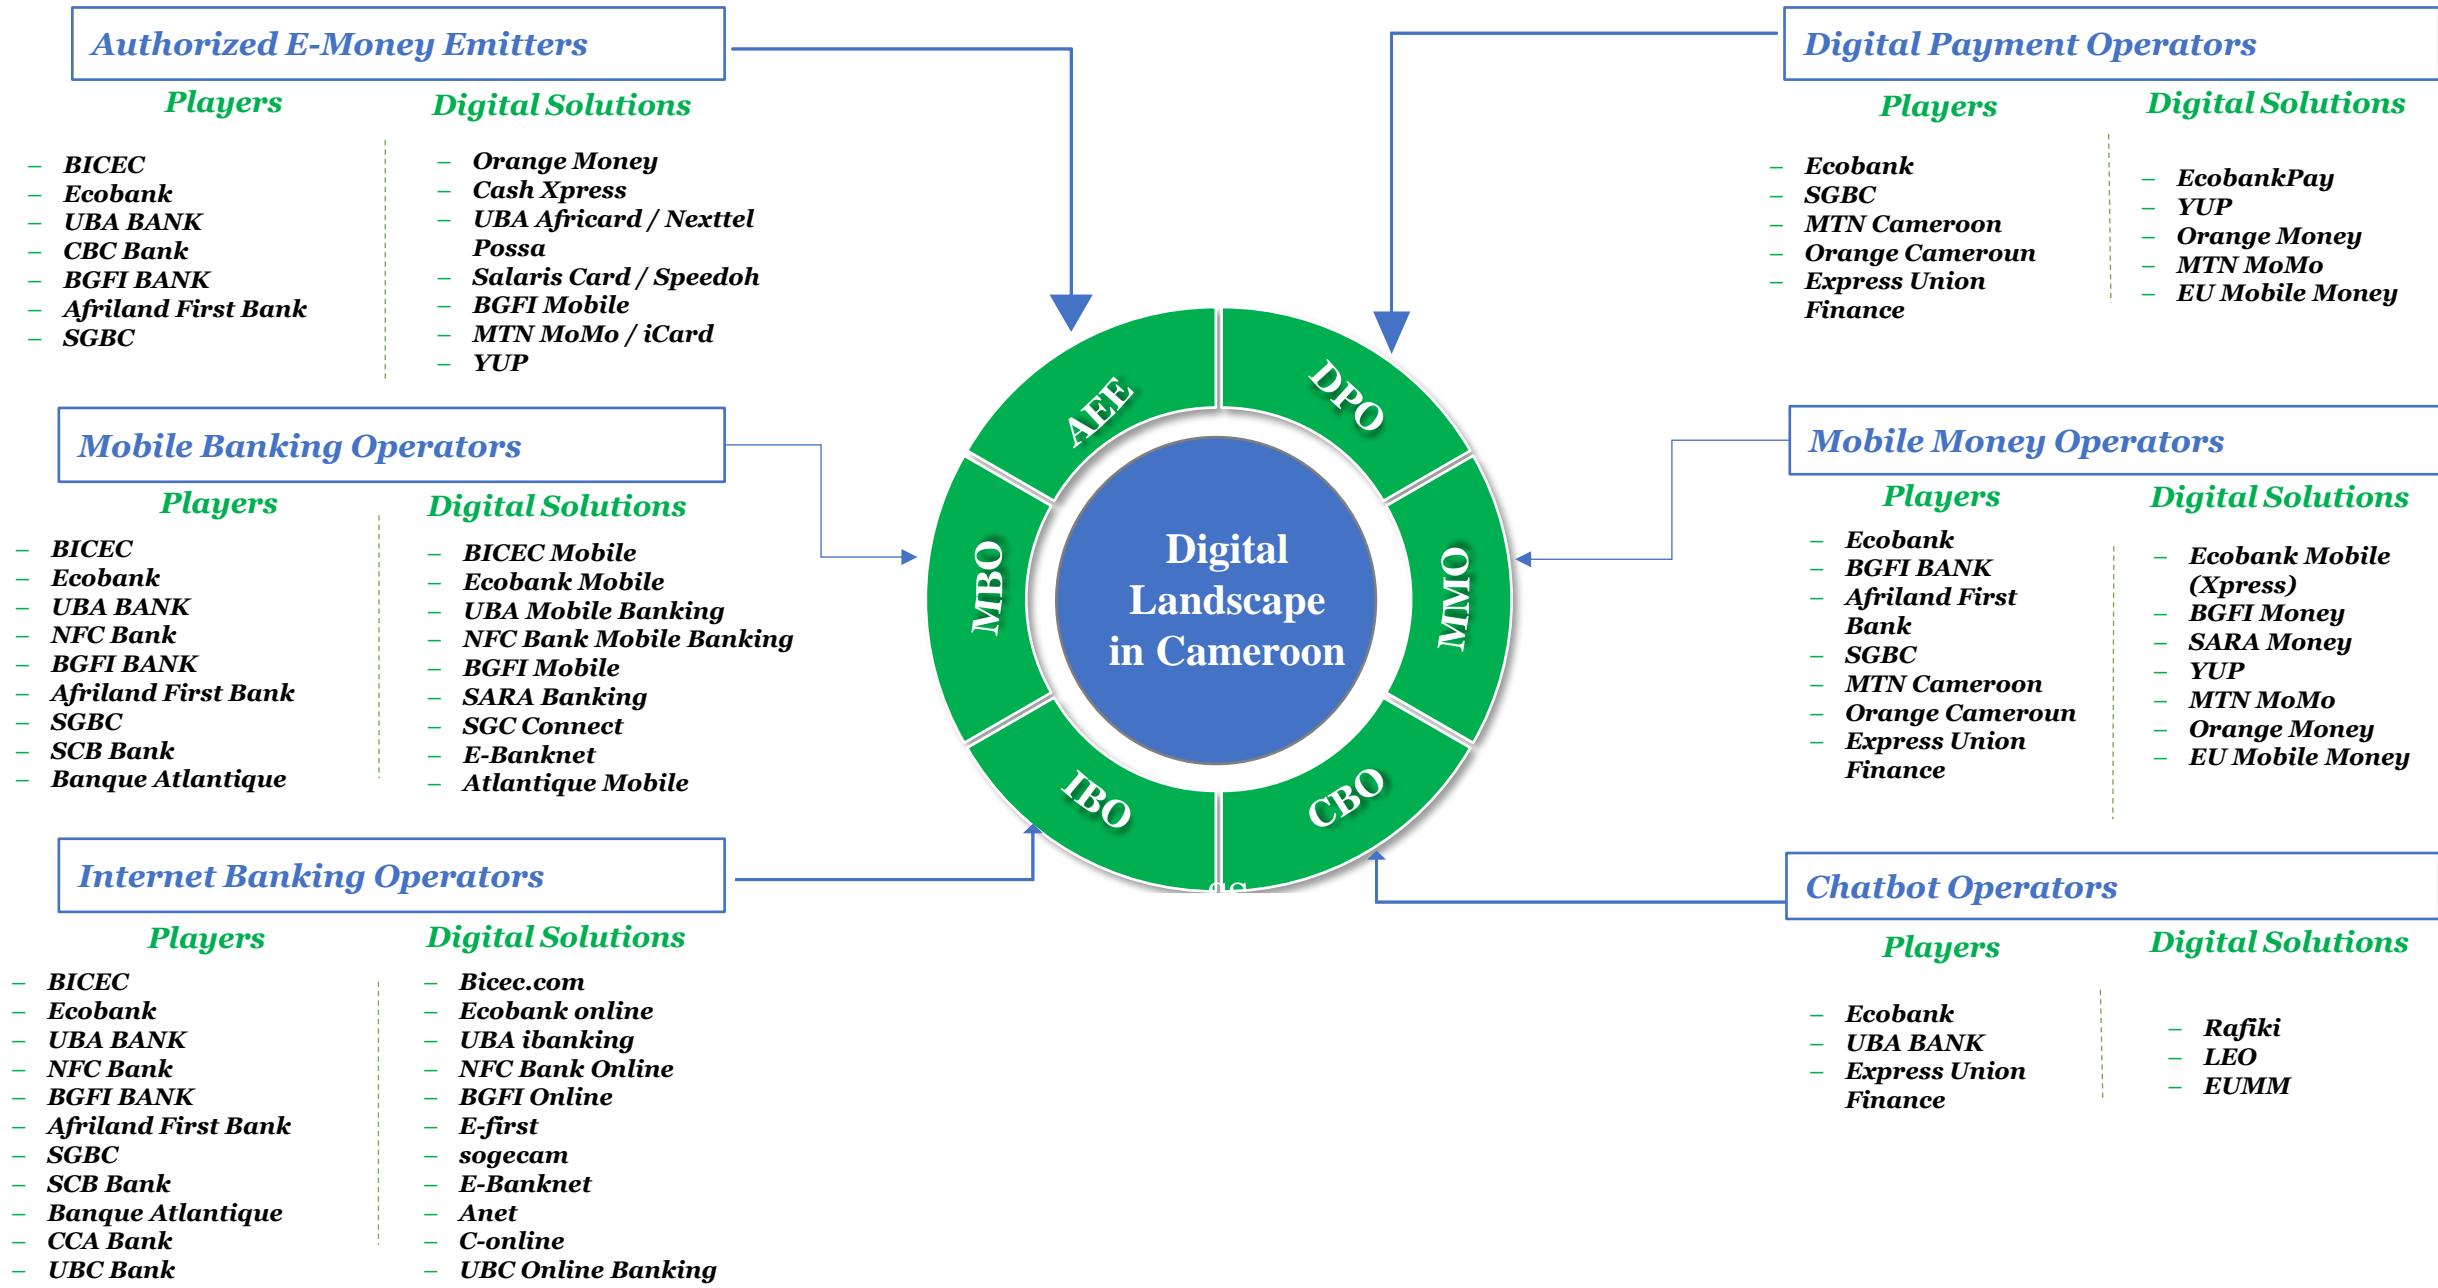 Authorized E-Money Emitters
Players
Digital Solutions
– BICEC
– Ecobank
– UBA BANK
– CBC Bank
– BGFI BANK
– Afriland First Bank
– SGBC
– Orange Money
– Cash Xpress
– UBA Africard / Nexttel
Possa
– Salaris Card / Speedoh
– BGFI Mobile
– MTN MoMo / iCard
– YUP
Mobile Banking Operators
Players
Digital Solutions
– BICEC
– Ecobank
– UBA BANK
– NFC Bank
– BGFI BANK
– Afriland First Bank
– SGBC
– SCB Bank
– Banque Atlantique
– BICEC Mobile
– Ecobank Mobile
– UBA Mobile Banking
– NFC Bank Mobile Banking
– BGFI Mobile
– SARA Banking
– SGC Connect
– E-Banknet
– Atlantique Mobile
Internet Banking Operators
Players
Digital Solutions
– BICEC
– Ecobank
– UBA BANK
– NFC Bank
– BGFI BANK
– Afriland First Bank
– SGBC
– SCB Bank
– Banque Atlantique
– CCA Bank
– UBC Bank
– Bicec.com
– Ecobank online
– UBA ibanking
– NFC Bank Online
– BGFI Online
– E-first
– sogecam
– E-Banknet
– Anet
– C-online
– UBC Online Banking
AEE
DPO
MBO
MMO
IBO
CBO
Digital
Landscape
in Cameroon
Digital Payment Operators
Players
Digital Solutions
– Ecobank
– SGBC
– MTN Cameroon
– Orange Cameroun
– Express Union
Finance
– EcobankPay
– YUP
– Orange Money
– MTN MoMo
– EU Mobile Money
Mobile Money Operators
Players
Digital Solutions
– Ecobank
– BGFI BANK
– Afriland First
Bank
– SGBC
– MTN Cameroon
– Orange Cameroun
– Express Union
Finance
– Ecobank Mobile
(Xpress)
– BGFI Money
– SARA Money
– YUP
– MTN MoMo
– Orange Money
– EU Mobile Money
Chatbot Operators
Players
Digital Solutions
– Ecobank
– UBA BANK
– Express Union
Finance
– Rafiki
– LEO
– EUMM